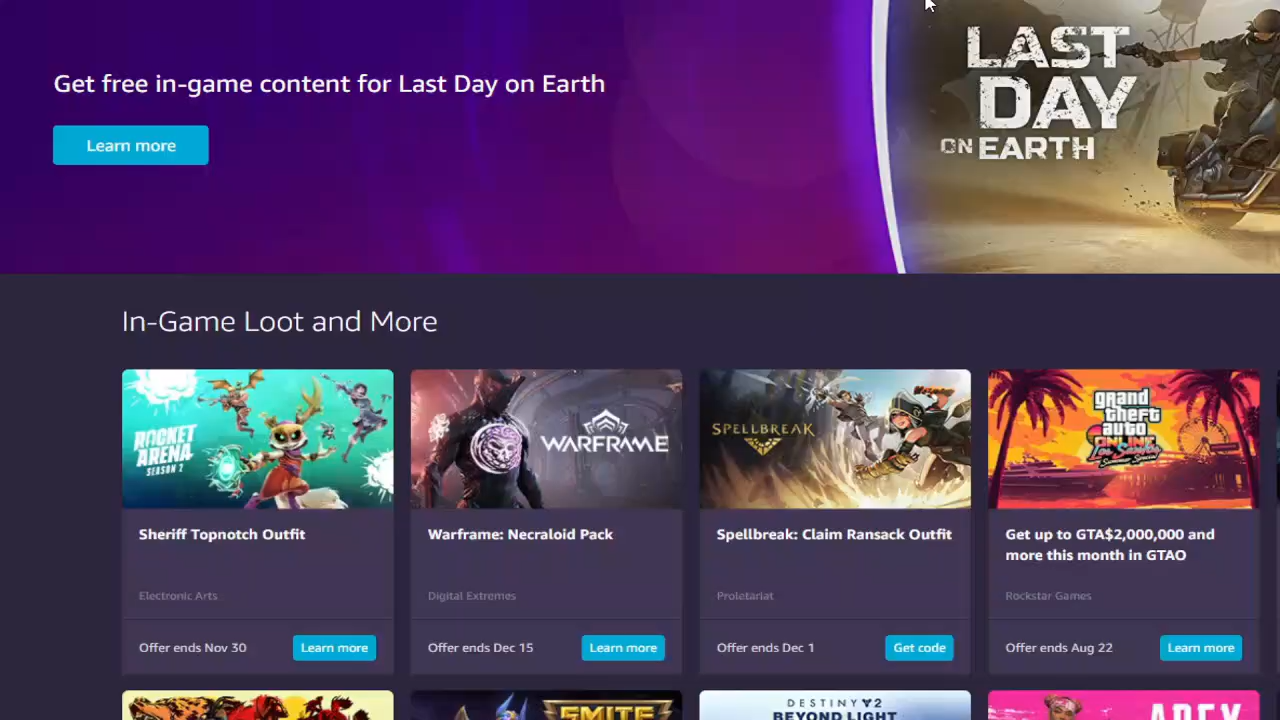 Get free in-game content for Last Day on Earth
Learn more
LAST
DAY
ON EARTH
In-Game Loot and More
ROCKET
ARENA
SEASON 2
WARFRAME
SPELLBREAK
grand
theft
auto
ONLINE
Los Santos
Summer Special
Sheriff Topnotch Outfit
Warframe: Necraloid Pack
Spellbreak: Claim Ransack Outfit
Get up to GTA$2,000,000 and
more this month in GTAO
Electronic Arts
Digital Extremes
Proletariat
Rockstar Games
Offer ends Nov 30
Learn more
Offer ends Dec 15
Learn more
Offer ends Dec 1
Get code
Offer ends Aug 22
Learn more
SMITE
DESTINY 2
BEYOND LIGHT
APEX